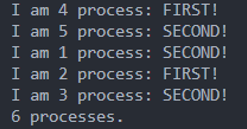 I am 4 process: FIRST!
I am 5 process: SECOND!
I am 1 process: SECOND!
I am 2 process: FIRST!
I am 3 process: SECOND!
6 processes.